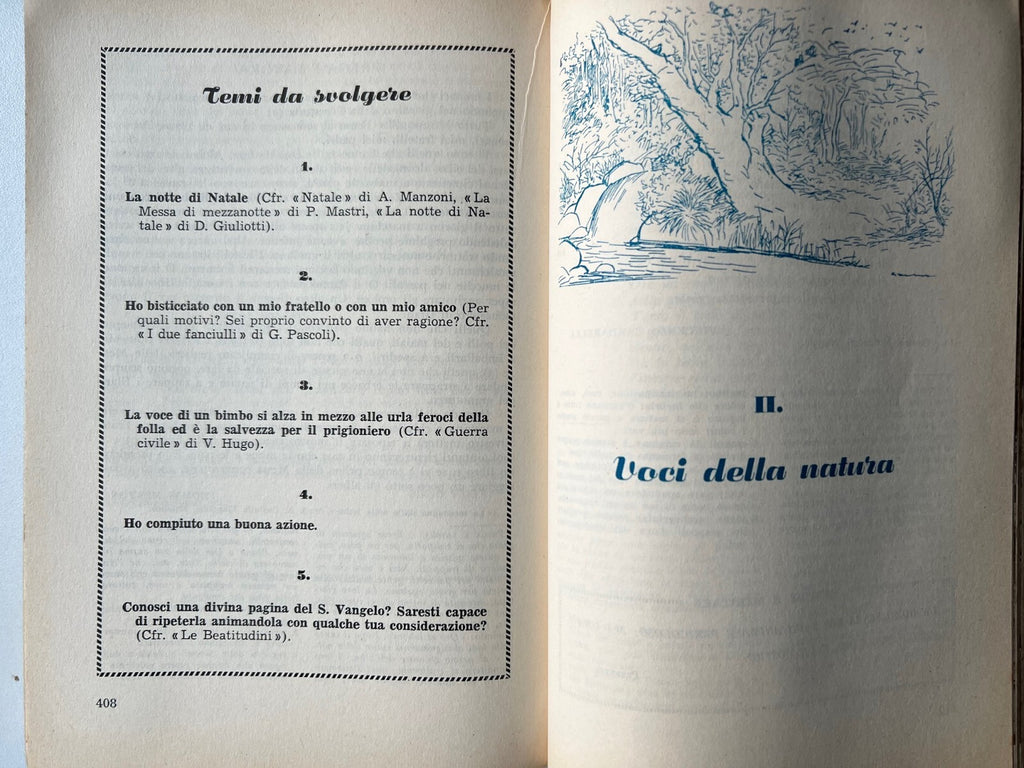 Temi da svolgere
1.
La notte di Natale (Cfr. «Natale» di A. Manzoni, «La
Messa di mezzanotte» di P. Mastri, «La notte di Na-
tale» di D. Giuliotti).
2.
Ho bisticciato con un mio fratello o con un mio amico (Per
quali motivi? Sei proprio convinto di aver ragione? Cfr.
«I due fanciulli» di G. Pascoli).
3.
La voce di un bimbo si alza in mezzo alle urla feroci della
folla ed è la salvezza per il prigioniero (Cfr. «Guerra
civile» di V. Hugo).
4.
Ho compiuto una buona azione.
5.
Conosci una divina pagina del S. Vangelo? Saresti capace
di ripeterla animandola con qualche tua considerazione?
(Cfr. «Le Beatitudini»).
408
II.
Voci della natura